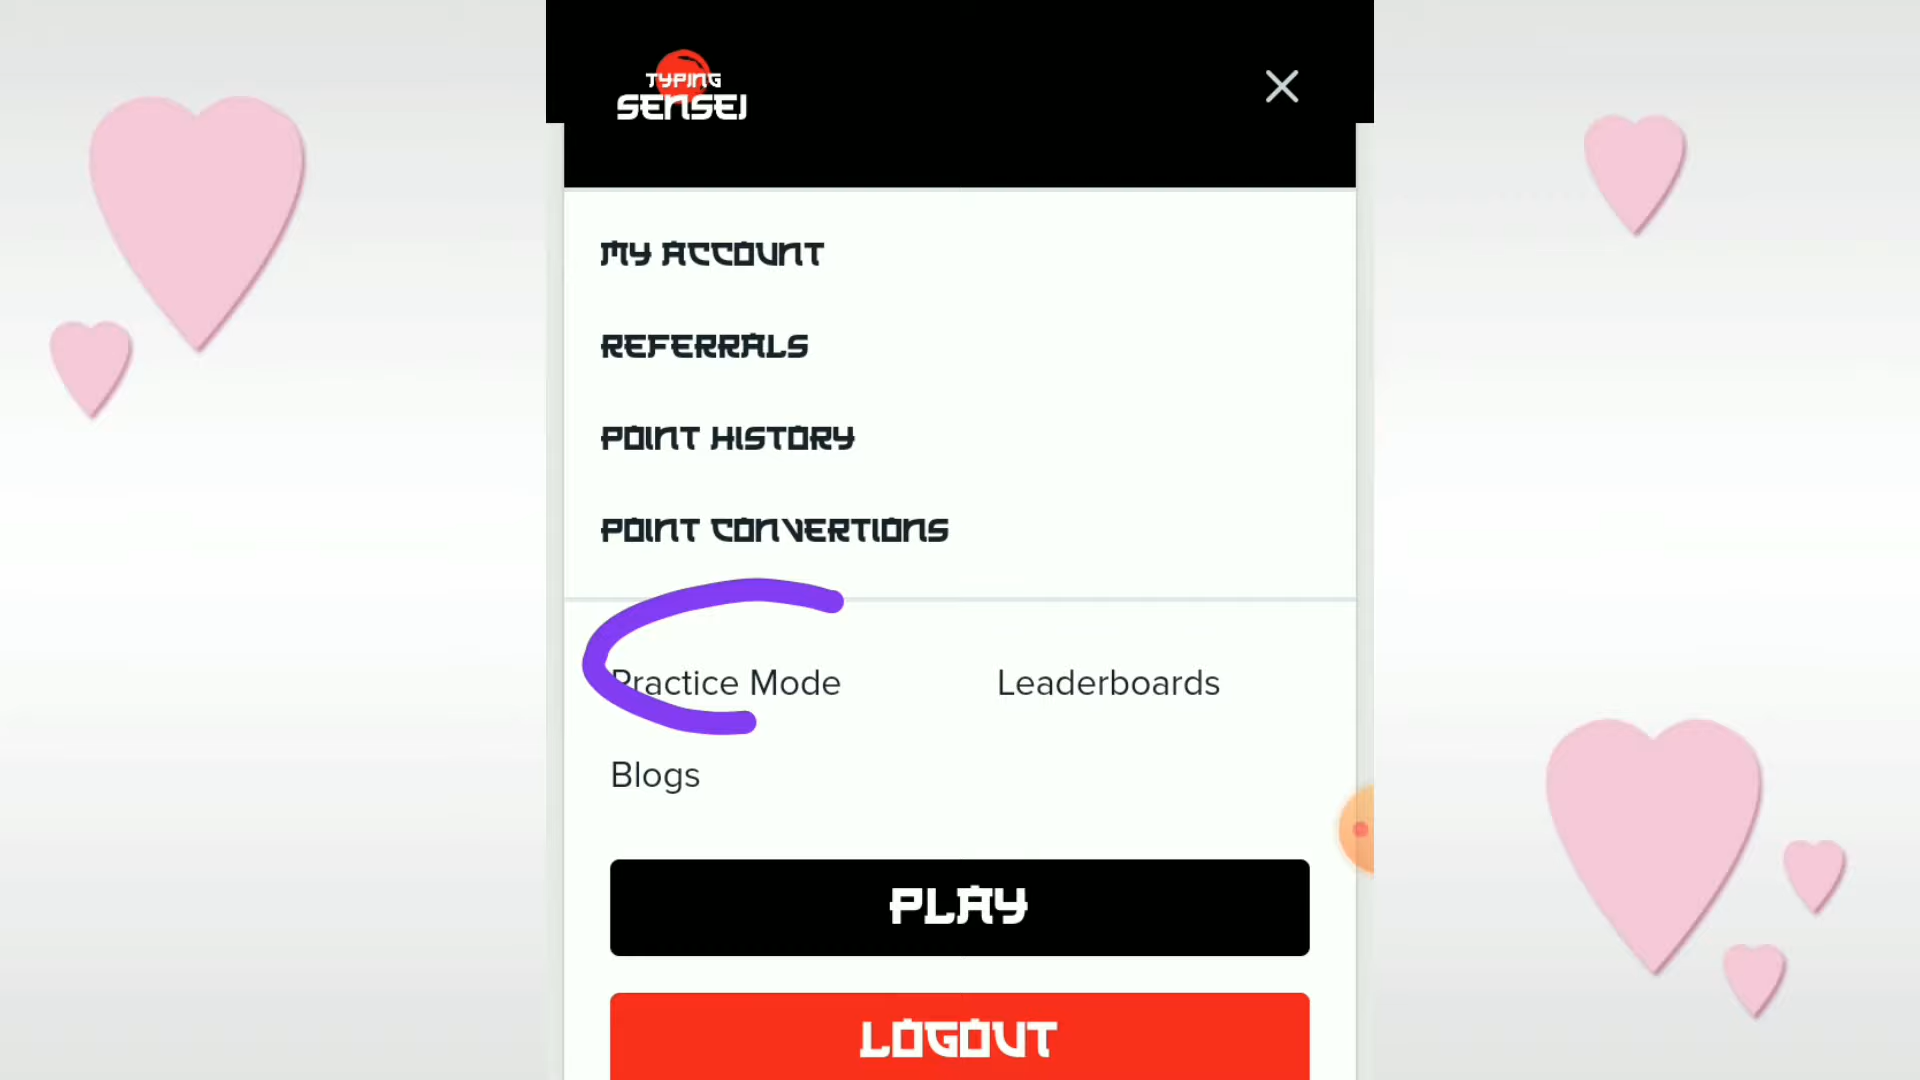 TYPING
SENSEI
MY ACCOUNT
REFERRALS
POINT HISTORY
POINT CONVERTIONS
Practice Mode
Leaderboards
Blogs
PLAY
LOGOUT